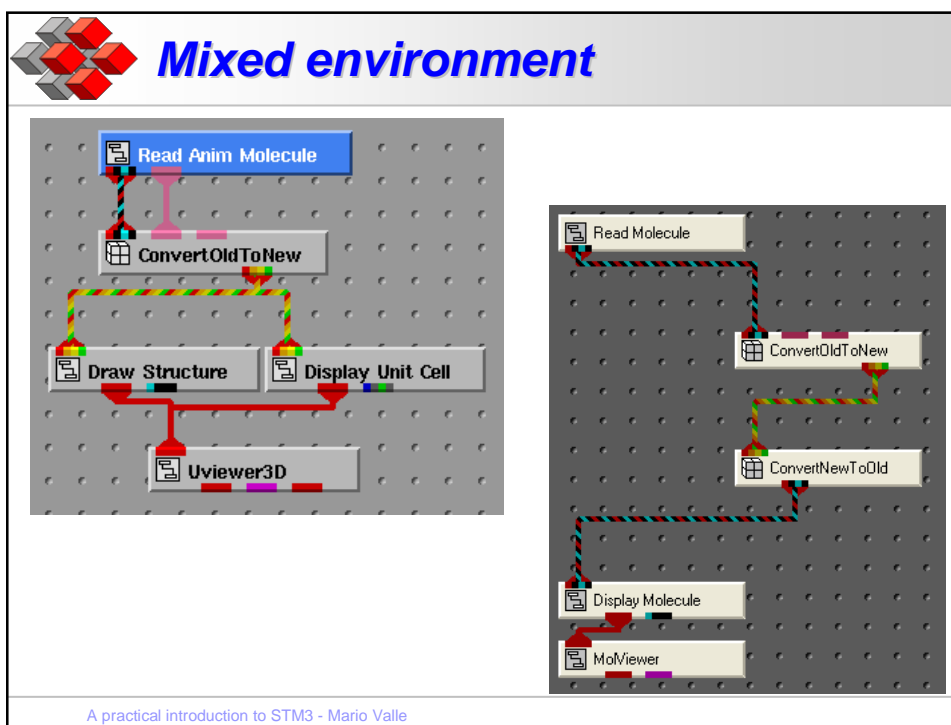 Mixed environment
Read Anim Molecule
ConvertOldToNew
Draw Structure
Display Unit Cell
Uviewer3D
Read Molecule
ConvertOldToNew
ConvertNewToOld
Display Molecule
MolViewer
A practical introduction to STM3 - Mario Valle